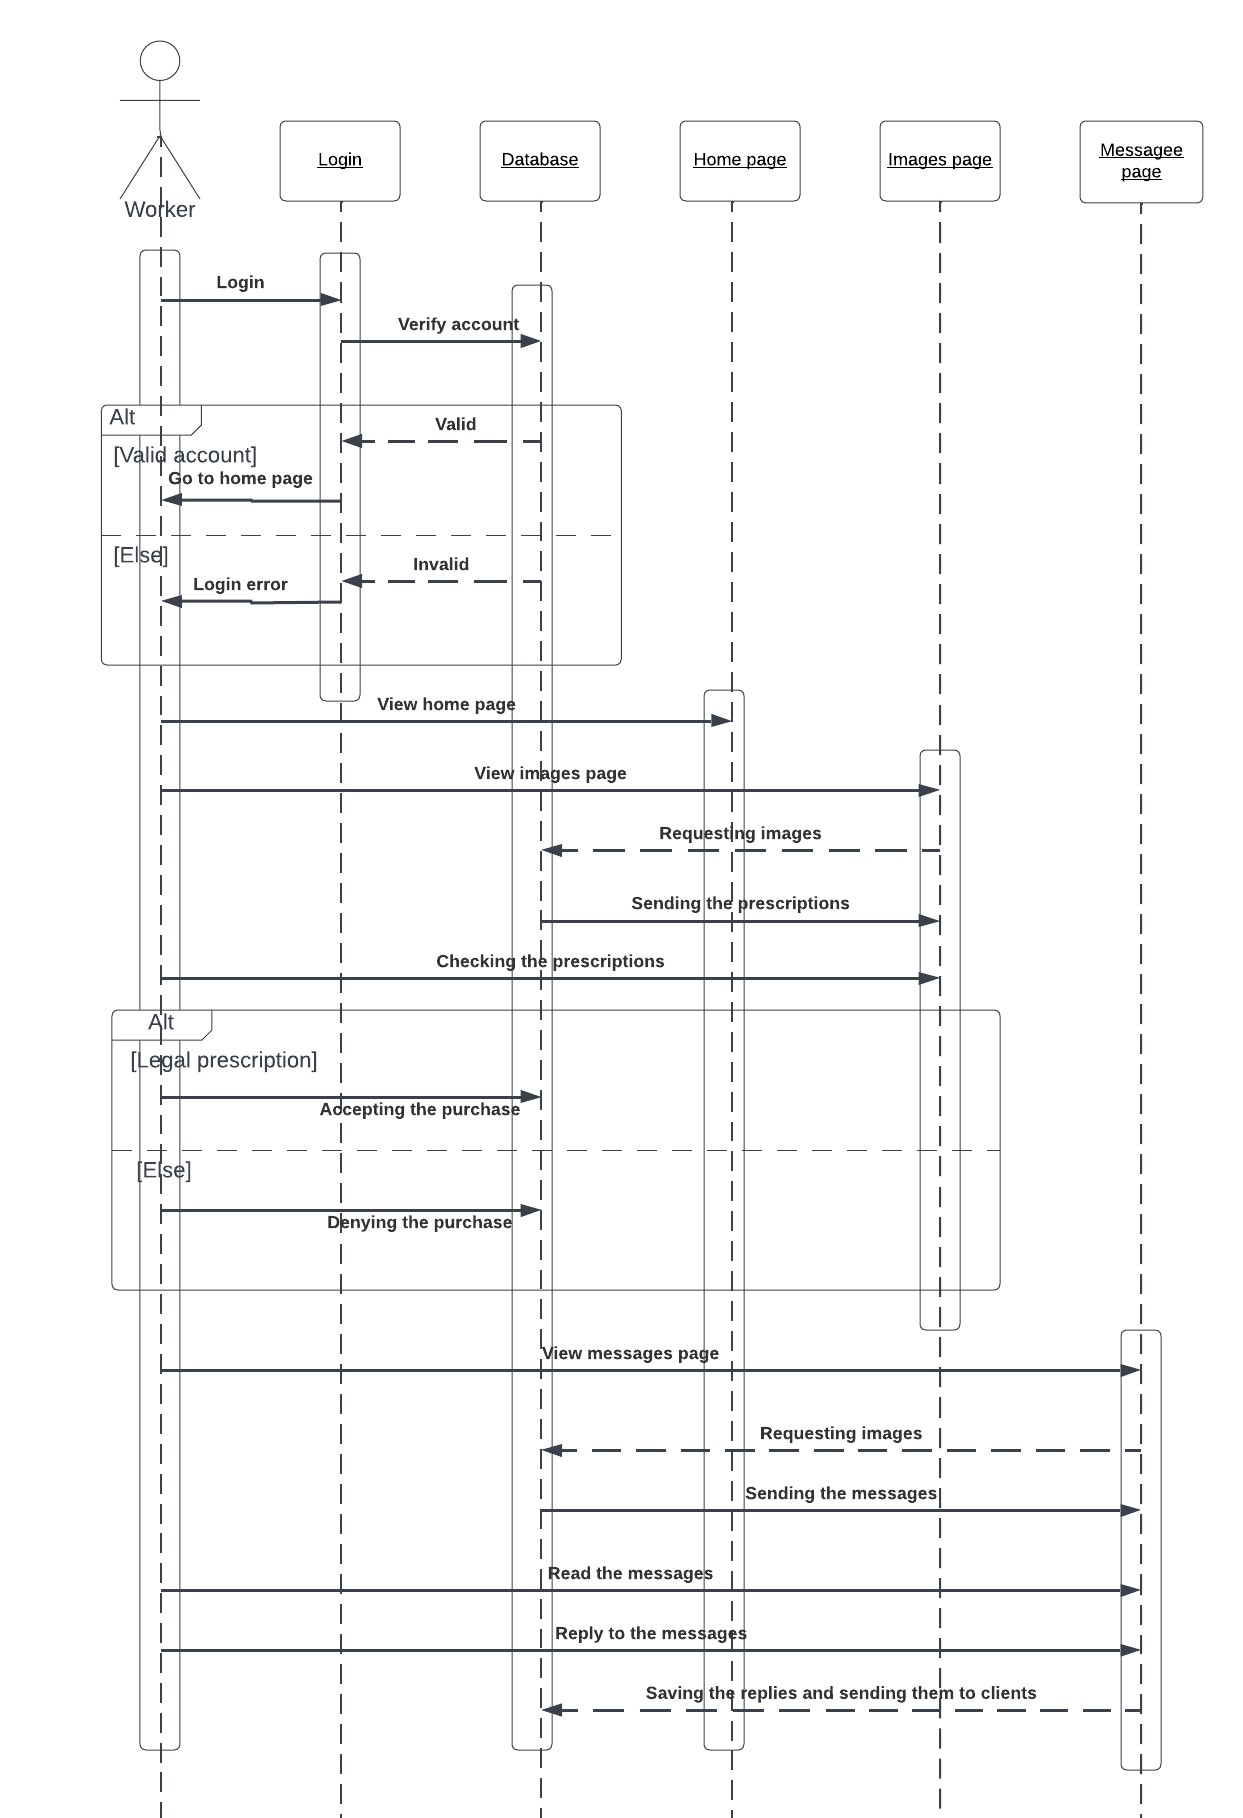 Worker
Login
Database
Home page
Images page
Messagee
page
Login
Verify account
Alt
Valid
[Valid account]
Go to home page
[Else]
Invalid
Login error
View home page
View images page
Requesting images
Sending the prescriptions
Checking the prescriptions
Alt
[Legal prescription]
Accepting the purchase
[Else]
Denying the purchase
View messages page
Requesting images
Sending the messages
Read the messages
Reply to the messages
Saving the replies and sending them to clients